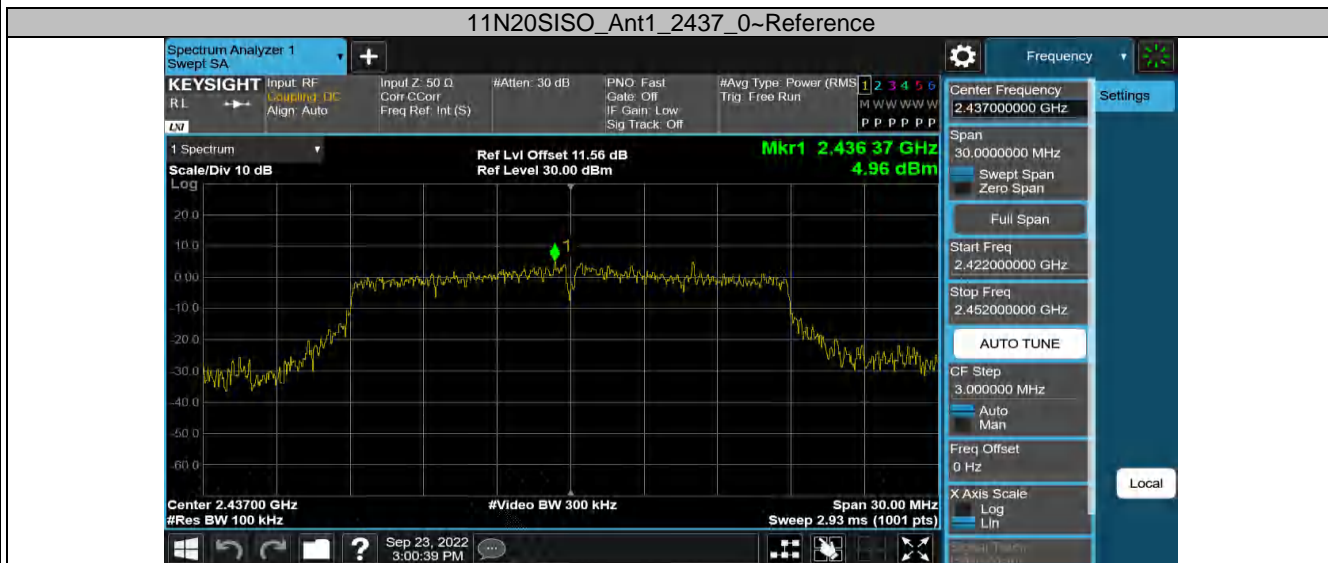 11N20SISO_Ant1_2437_0~Reference
Spectrum Analyzer 1
Swept SA
+
Frequency
KEYSIGHT
RL
LXI
Input: RF
Coupling: DC
Align: Auto
Input Z: 50 Ω
Corr CCorr
Freq Ref: Int (S)
#Atten: 30 dB
PNO: Fast
Gate: Off
IF Gain: Low
Sig Track: Off
#Avg Type: Power (RMS
Trig: Free Run
1 2 3 4 5 6
M W W W W W
P P P P P P
1 Spectrum
Scale/Div 10 dB
Ref Lvl Offset 11.56 dB
Ref Level 30.00 dBm
Mkr1 2.436 37 GHz
4.96 dBm
Log
20.0
10.0
0.00
-10.0
-20.0
-30.0
-40.0
-50.0
-60.0
1
Center 2.43700 GHz
#Res BW 100 kHz
#Video BW 300 kHz
Span 30.00 MHz
Sweep 2.93 ms (1001 pts)
?
Sep 23, 2022
3:00:39 PM
Center Frequency
2.437000000 GHz
Settings
Span
30.0000000 MHz
Swept Span
Zero Span
Full Span
Start Freq
2.422000000 GHz
Stop Freq
2.452000000 GHz
AUTO TUNE
CF Step
3.000000 MHz
Auto
Man
Freq Offset
0 Hz
X Axis Scale
Log
Lin
Local